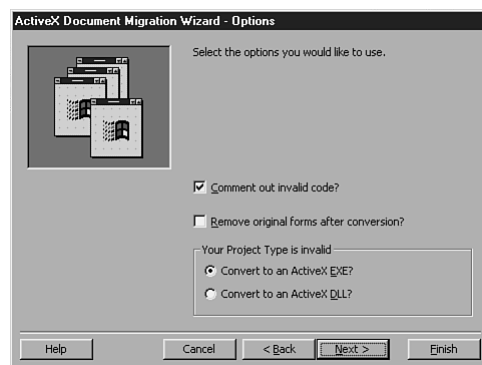 ActiveX Document Migration Wizard - Options
Select the options you would like to use.
Comment out invalid code?
Remove original forms after conversion?
Your Project Type is invalid
Convert to an ActiveX EXE?
Convert to an ActiveX DLL?
Help
Cancel
< Back
Next >
Finish